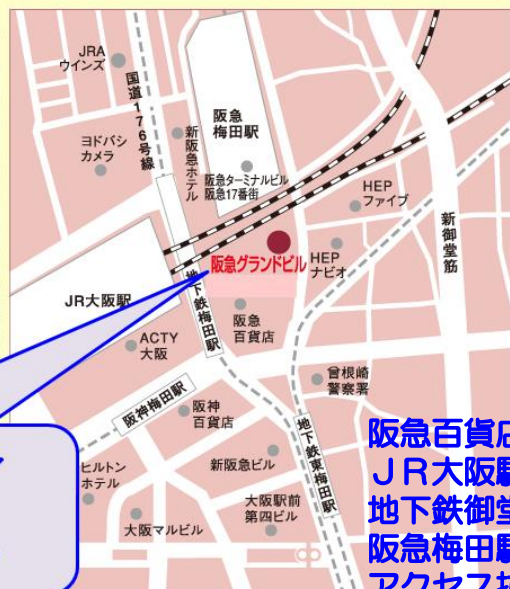 JRA
ウインズ
国道176号線
阪急
梅田駅
新阪急ホテル
ヨドバシ
カメラ
阪急ターミナルビル
阪急17番街
HEP
ファイブ
新御堂筋
阪急グランドビル
HEP
ナビオ
JR大阪駅
地下鉄梅田駅
阪急
百貨店
ACTY
大阪
曾根崎
警察署
阪神梅田駅
阪神
百貨店
地下鉄東梅田駅
ヒルトン
ホテル
新阪急ビル
大阪駅前
第四ビル
大阪マルビル
阪急百貨店
JR大阪駅
地下鉄御堂
阪急梅田駅
アクセス